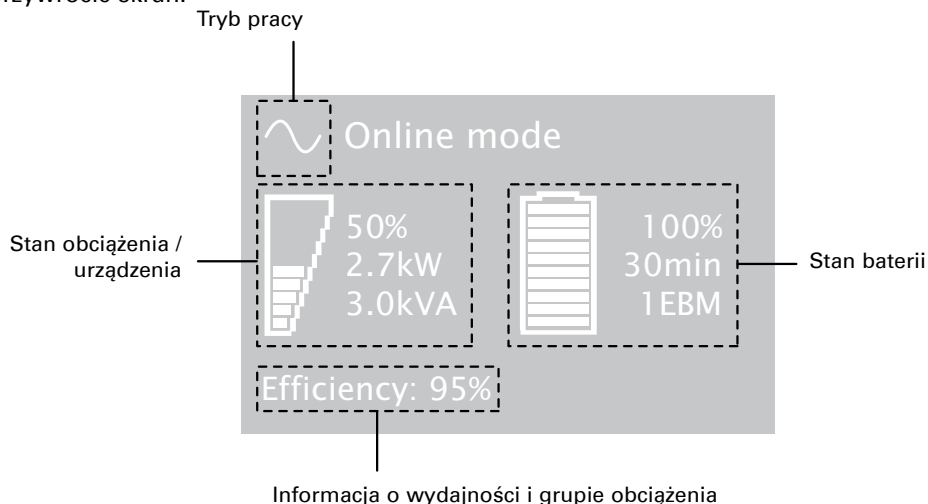 ekran.
Tryb pracy
Online mode
Stan obciążenia /
urządzenia
50%
2.7kW
3.0kVA
100%
30min
1EBM
Stan baterii
Efficiency: 95%
Informacja o wydajności i grupie obciążenia